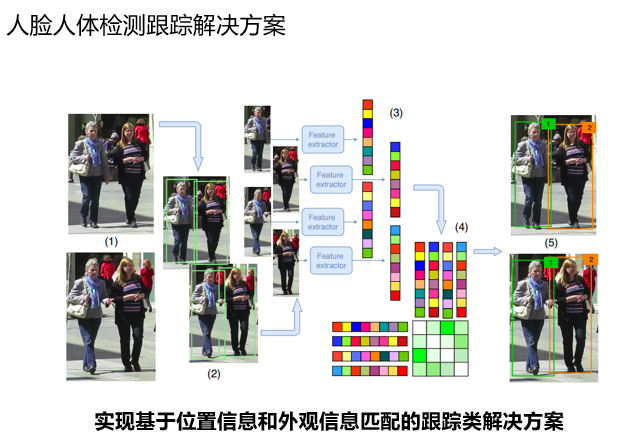 人脸人体检测跟踪解决方案
(1)
(2)
Feature
extractor
Feature
extractor
Feature
extractor
Feature
extractor
(3)
(4)
1
2
(5)
1
2
实现基于位置信息和外观信息匹配的跟踪类解决方案